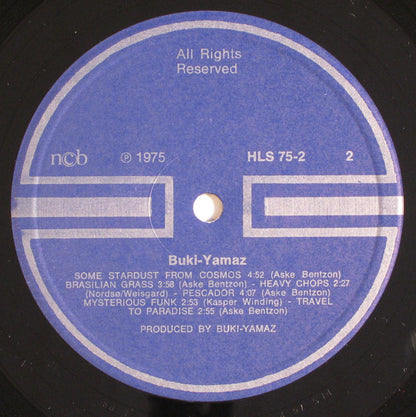 All Rights
Reserved
n©b ℗ 1975 HLS 75-2 2
Buki-Yamaz
SOME STARDUST FROM COSMOS 4:52 (Aske Bentzon)
BRASILIAN GRASS 3:58 (Aske Bentzon) - HEAVY CHOPS 2:27
(Nordsø/Weisgard) - PESCADOR 4:07 (Aske Bentzon)
MYSTERIOUS FUNK 2:53 (Kasper Winding) - TRAVEL
TO PARADISE 2:55 (Aske Bentzon)
PRODUCED BY BUKI-YAMAZ